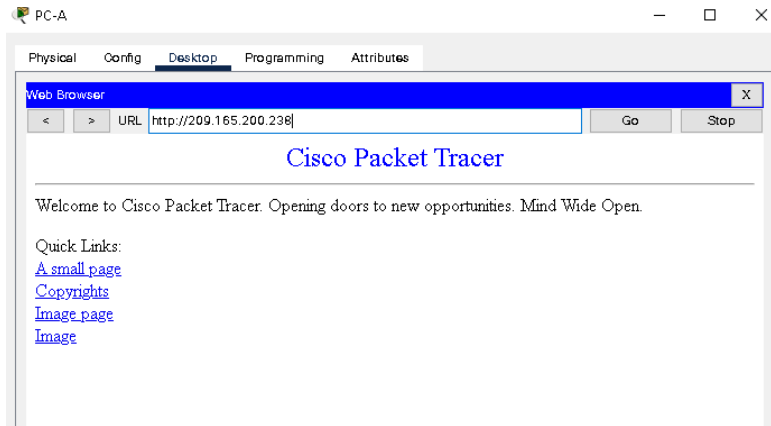 PC-A
Physical Config Desktop Programming Attributes
Web Browser X
< > URL http://209.165.200.238 Go Stop
Cisco Packet Tracer
Welcome to Cisco Packet Tracer. Opening doors to new opportunities. Mind Wide Open.
Quick Links:
A small page
Copyrights
Image page
Image